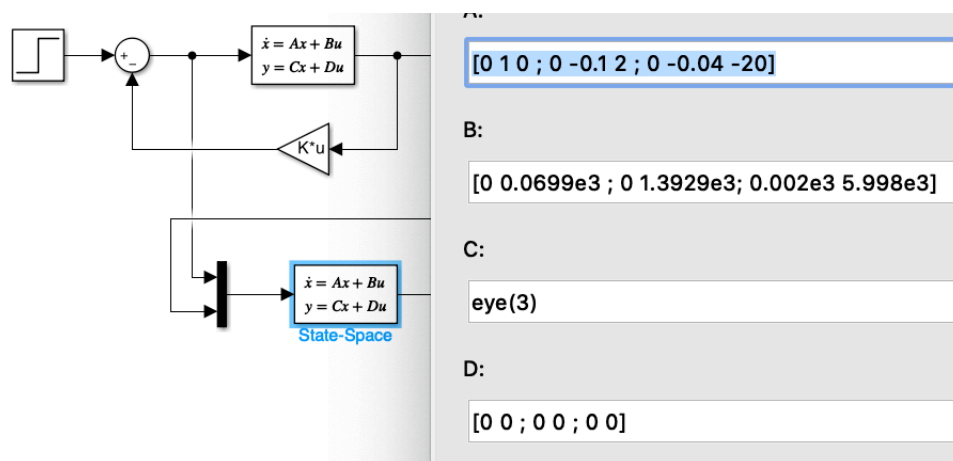 ẋ = Ax + Bu
y = Cx + Du
+
−
K*u
ẋ = Ax + Bu
y = Cx + Du
State-Space
A:
[0 1 0 ; 0 -0.1 2 ; 0 -0.04 -20]
B:
[0 0.0699e3 ; 0 1.3929e3; 0.002e3 5.998e3]
C:
eye(3)
D:
[0 0 ; 0 0 ; 0 0]